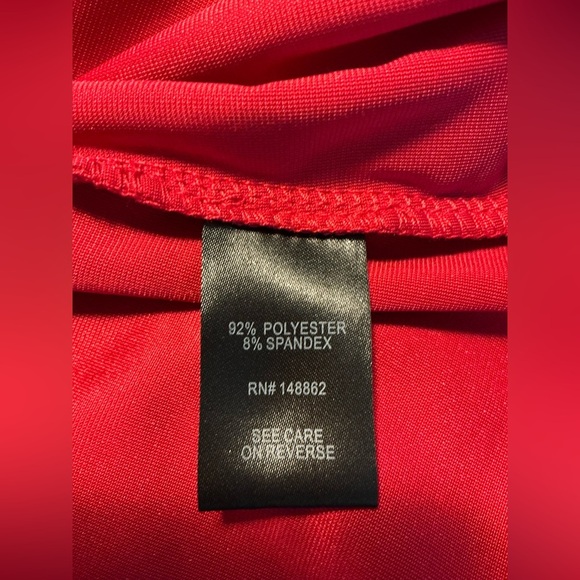 92% POLYESTER
8% SPANDEX
RN# 148862
SEE CARE
ON REVERSE